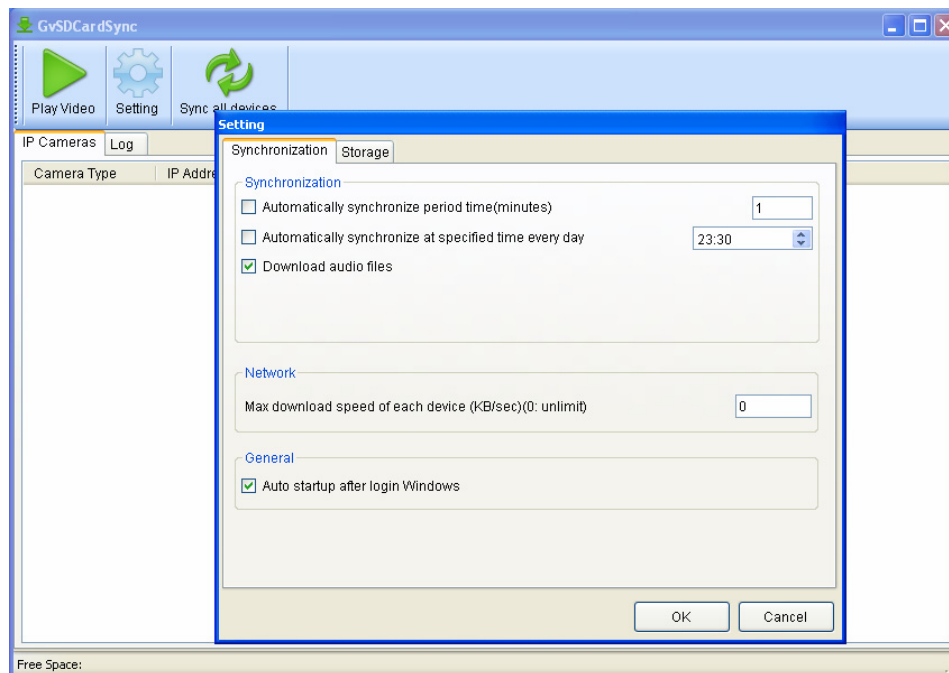 GvSDCardSync
Play Video
Setting
Sync all devices
IP Cameras
Log
Camera Type
IP Addre
Setting
Synchronization
Storage
Synchronization
Automatically synchronize period time(minutes)
1
Automatically synchronize at specified time every day
23:30
Download audio files
Network
Max download speed of each device (KB/sec)(0: unlimit)
0
General
Auto startup after login Windows
OK
Cancel
Free Space: